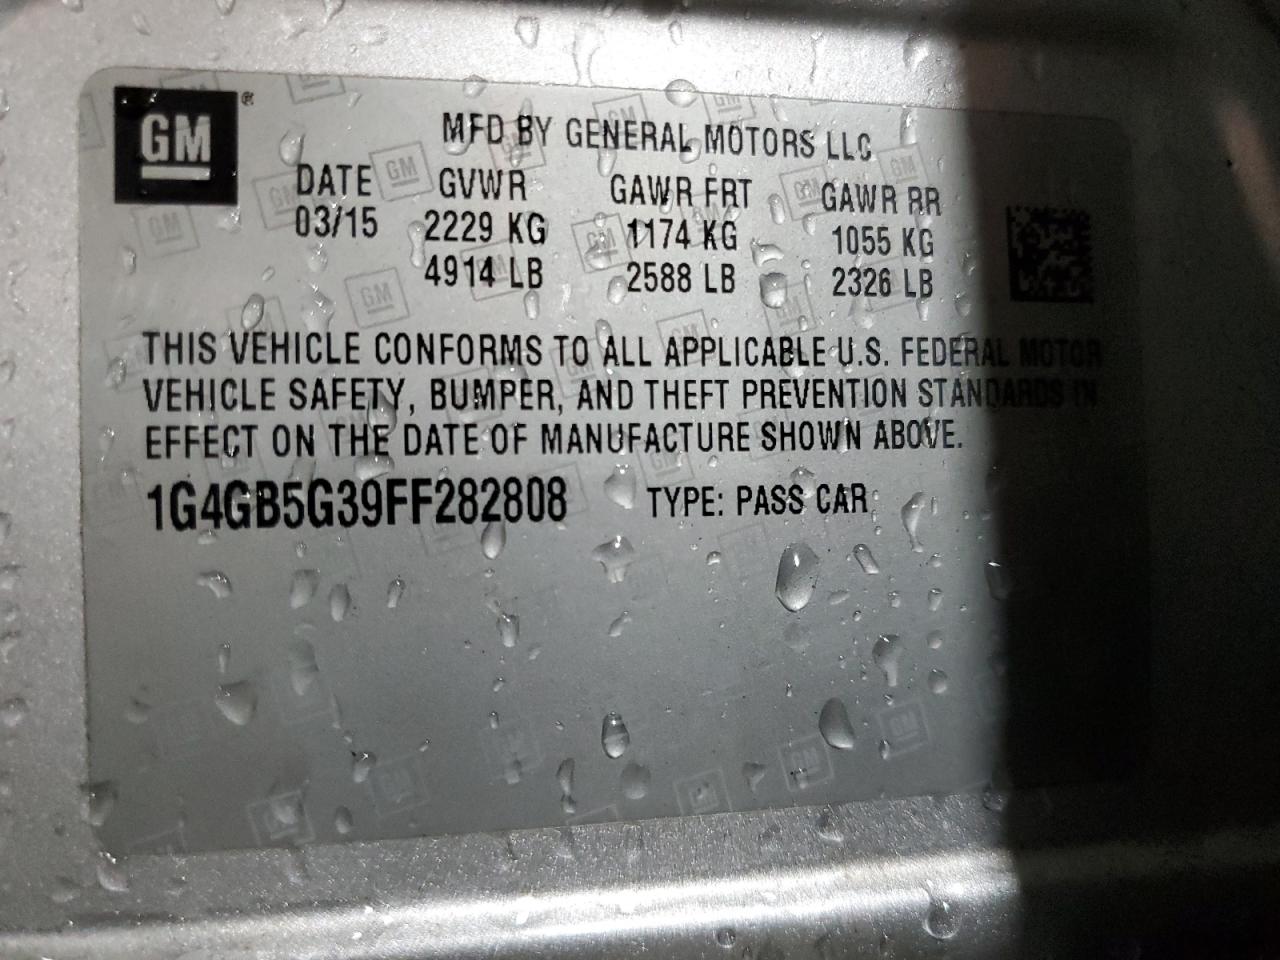 GM®
MFD BY GENERAL MOTORS LLC
DATE GVWR GAWR FRT GAWR RR
03/15 2229 KG 1174 KG 1055 KG
4914 LB 2588 LB 2326 LB
THIS VEHICLE CONFORMS TO ALL APPLICABLE U.S. FEDERAL MOTOR
VEHICLE SAFETY, BUMPER, AND THEFT PREVENTION STANDARDS IN
EFFECT ON THE DATE OF MANUFACTURE SHOWN ABOVE.
1G4GB5G39FF282808 TYPE: PASS CAR